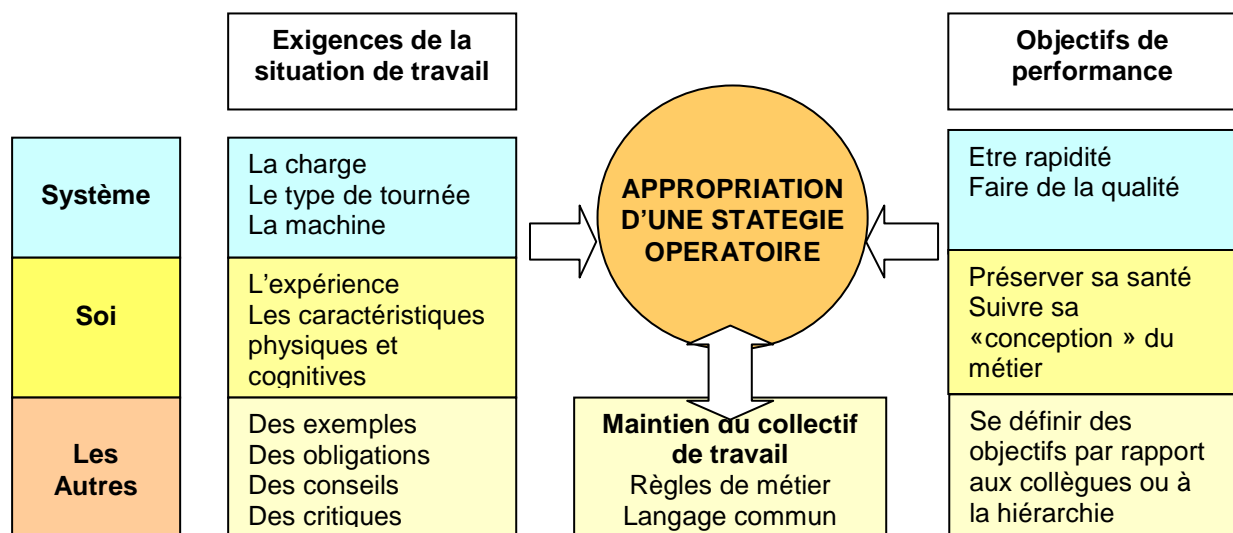 Exigences de la
situation de travail
Objectifs de
performance
Système
La charge
Le type de tournée
La machine
APPROPRIATION
D'UNE STATEGIE
OPERATOIRE
Etre rapidité
Faire de la qualité
Soi
L'expérience
Les caractéristiques
physiques et
cognitives
Préserver sa santé
Suivre sa
«conception » du
métier
Les
Autres
Des exemples
Des obligations
Des conseils
Des critiques
Maintien du collectif
de travail
Règles de métier
Langage commun
Se définir des
objectifs par rapport
aux collègues ou à
la hiérarchie